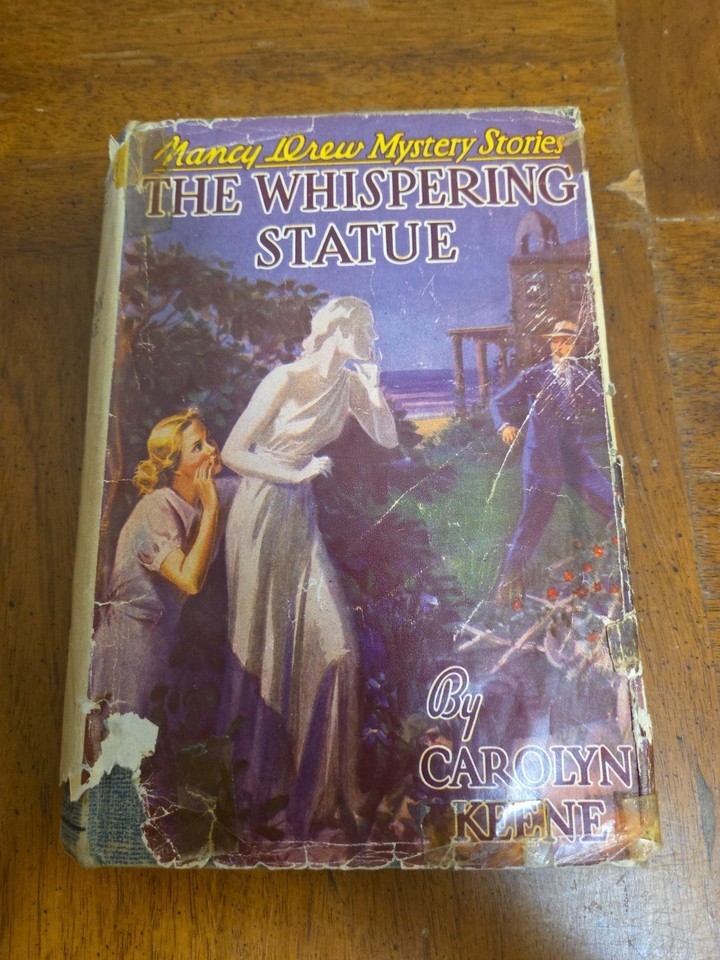 Nancy Drew Mystery Stories
THE WHISPERING
STATUE
By
CAROLYN
KEENE